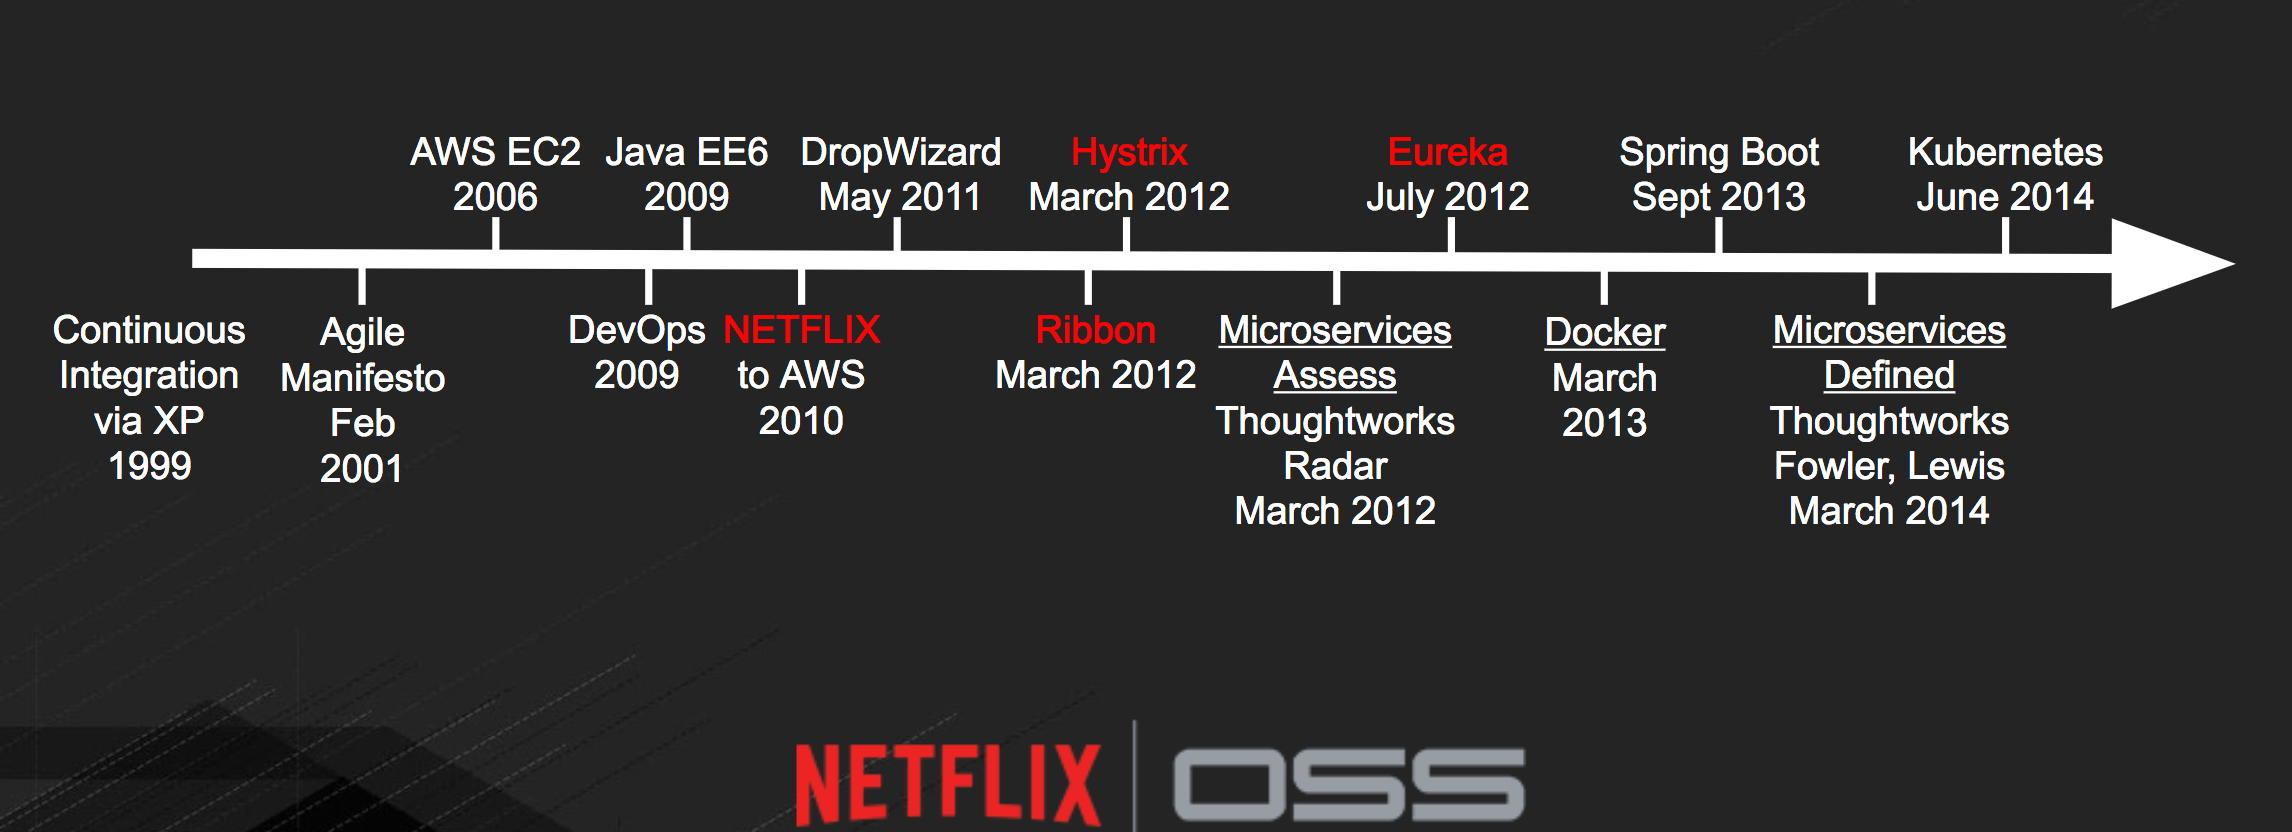 AWS EC2
2006
Java EE6
2009
DropWizard
May 2011
Hystrix
March 2012
Eureka
July 2012
Spring Boot
Sept 2013
Kubernetes
June 2014
Continuous
Integration
via XP
1999
Agile
Manifesto
Feb
2001
DevOps
2009
NETFLIX
to AWS
2010
Ribbon
March 2012
Microservices
Assess
Thoughtworks
Radar
March 2012
Docker
March
2013
Microservices
Defined
Thoughtworks
Fowler, Lewis
March 2014
NETFLIX OSS